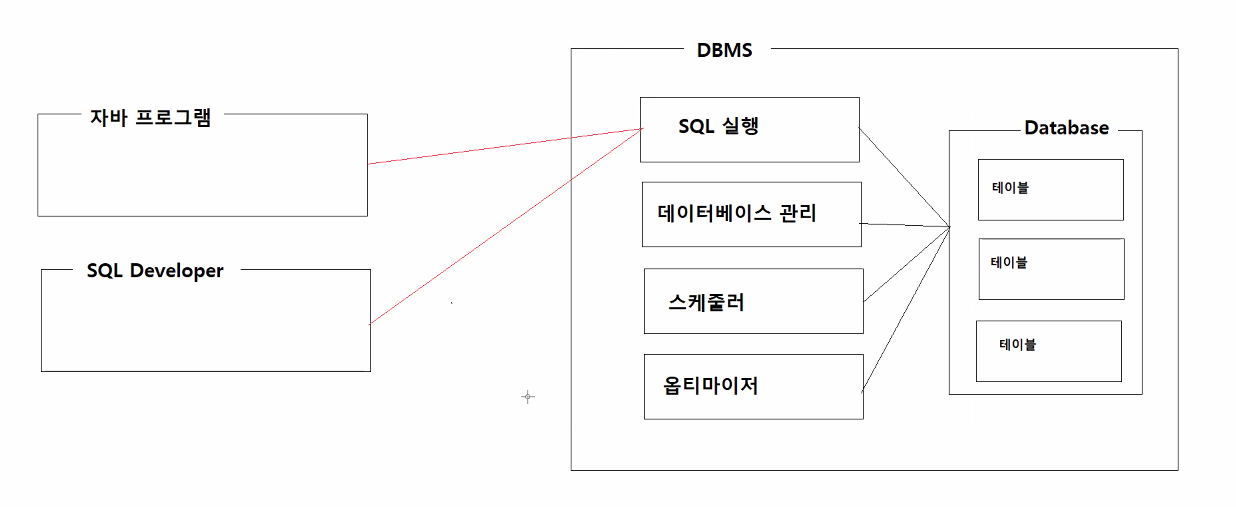 DBMS
자바 프로그램
SQL Developer
SQL 실행
데이터베이스 관리
스케줄러
옵티마이저
Database
테이블
테이블
테이블